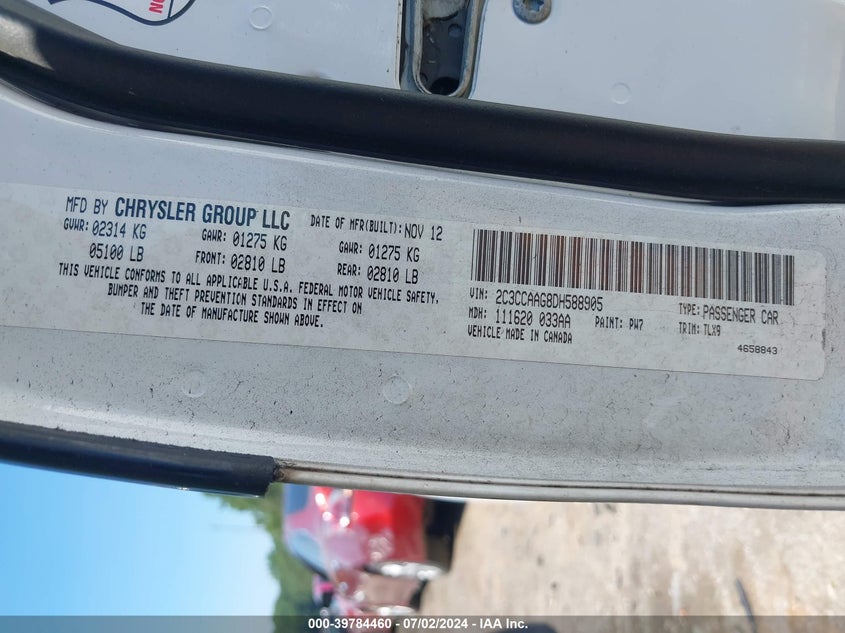 ON
MFD BY CHRYSLER GROUP LLC DATE OF MFR(BUILT): NOV 12
GVWR: 02314 KG GAWR: 01275 KG GAWR: 01275 KG
05100 LB FRONT: 02810 LB REAR: 02810 LB
THIS VEHICLE CONFORMS TO ALL APPLICABLE U.S.A. FEDERAL MOTOR VEHICLE SAFETY,
BUMPER AND THEFT PREVENTION STANDARDS IN EFFECT ON
THE DATE OF MANUFACTURE SHOWN ABOVE.
VIN: 2C3CCAAG8DH588905 TYPE: PASSENGER CAR
MDH: 111620 033AA PAINT: PW7 TRIM: TLX9
VEHICLE MADE IN CANADA
4658843
000-39784460 - 07/02/2024 - IAA Inc.